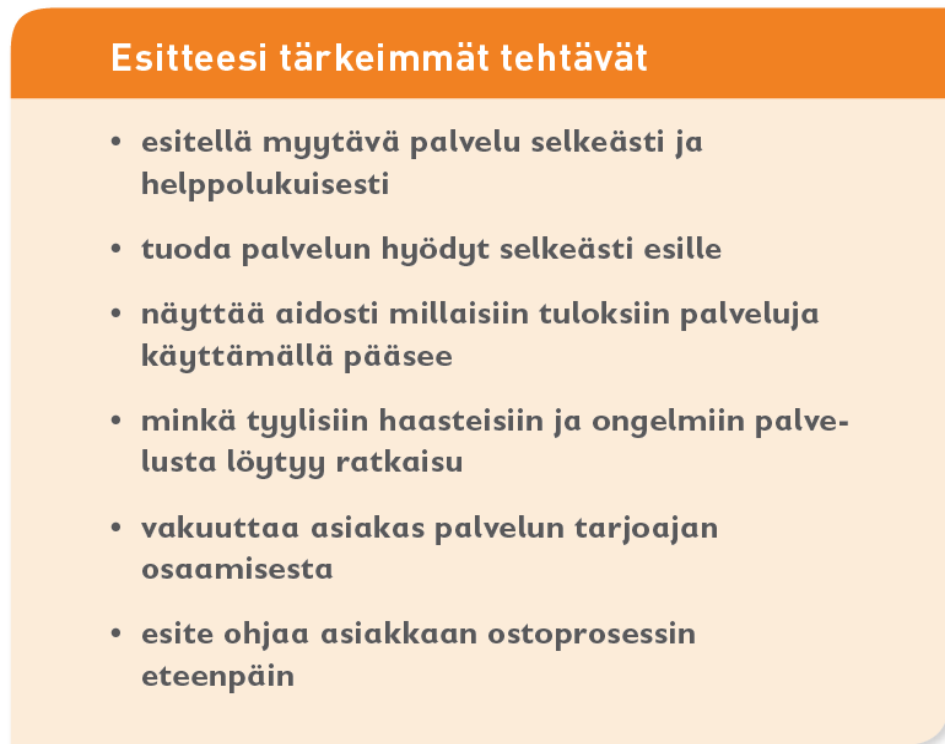 Esitteesi tärkeimmät tehtävät
• esitellä myytävä palvelu selkeästi ja
helppolukuisesti
• tuoda palvelun hyödyt selkeästi esille
• näyttää aidosti millaisiin tuloksiin palveluja
käyttämällä pääsee
• minkä tyylisiin haasteisiin ja ongelmiin palve-
lusta löytyy ratkaisu
• vakuuttaa asiakas palvelun tarjoajan
osaamisesta
• esite ohjaa asiakkaan ostoprosessin
eteenpäin